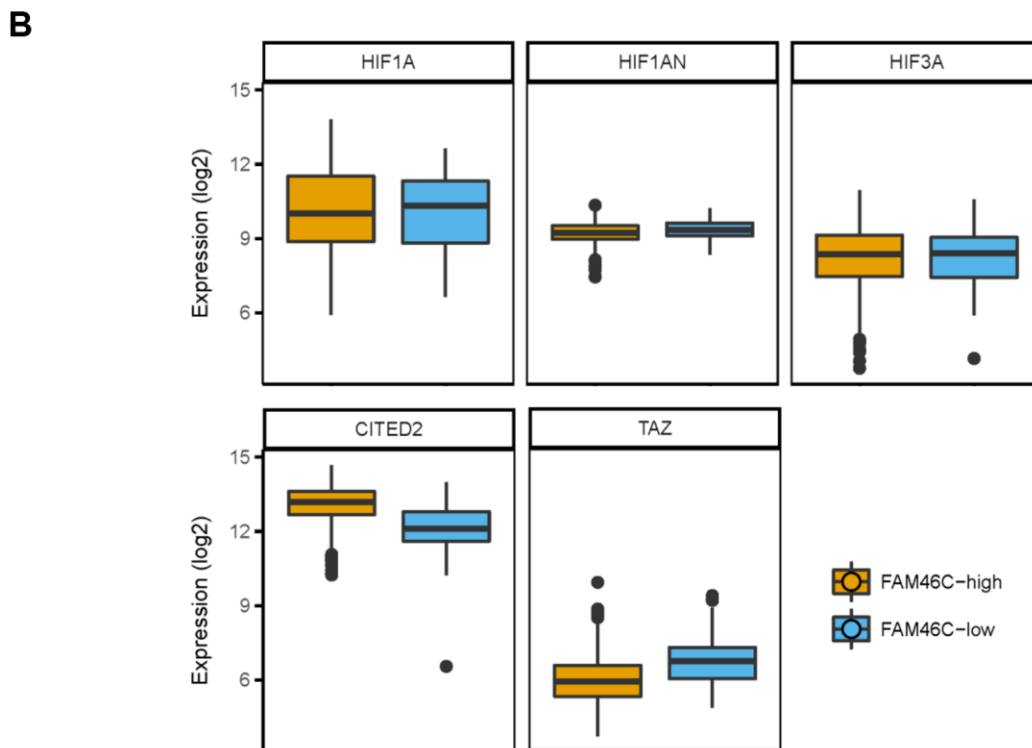 B
HIF1A
HIF1AN
HIF3A
Expression (log2)
15
12
9
6
CITED2
TAZ
Expression (log2)
15
12
9
6
FAM46C−high
FAM46C−low